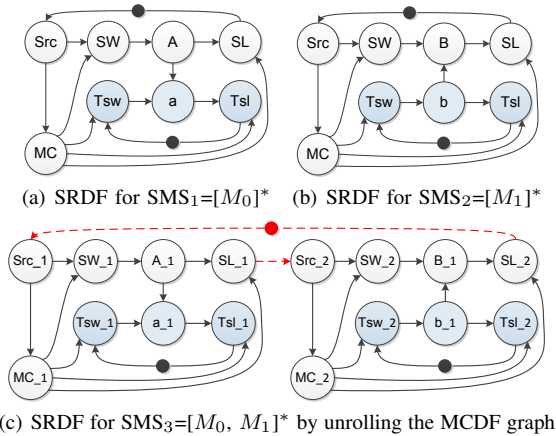 Src SW A SL
Tsw a Tsl
MC
Src SW B SL
Tsw b Tsl
MC
(a) SRDF for SMS₁=[M₀]* (b) SRDF for SMS₂=[M₁]*
Src_1 SW_1 A_1 SL_1 Src_2 SW_2 B_1 SL_2
Tsw_1 a_1 Tsl_1 Tsw_2 b_1 Tsl_2
MC_1 MC_2
(c) SRDF for SMS₃=[M₀, M₁]* by unrolling the MCDF graph